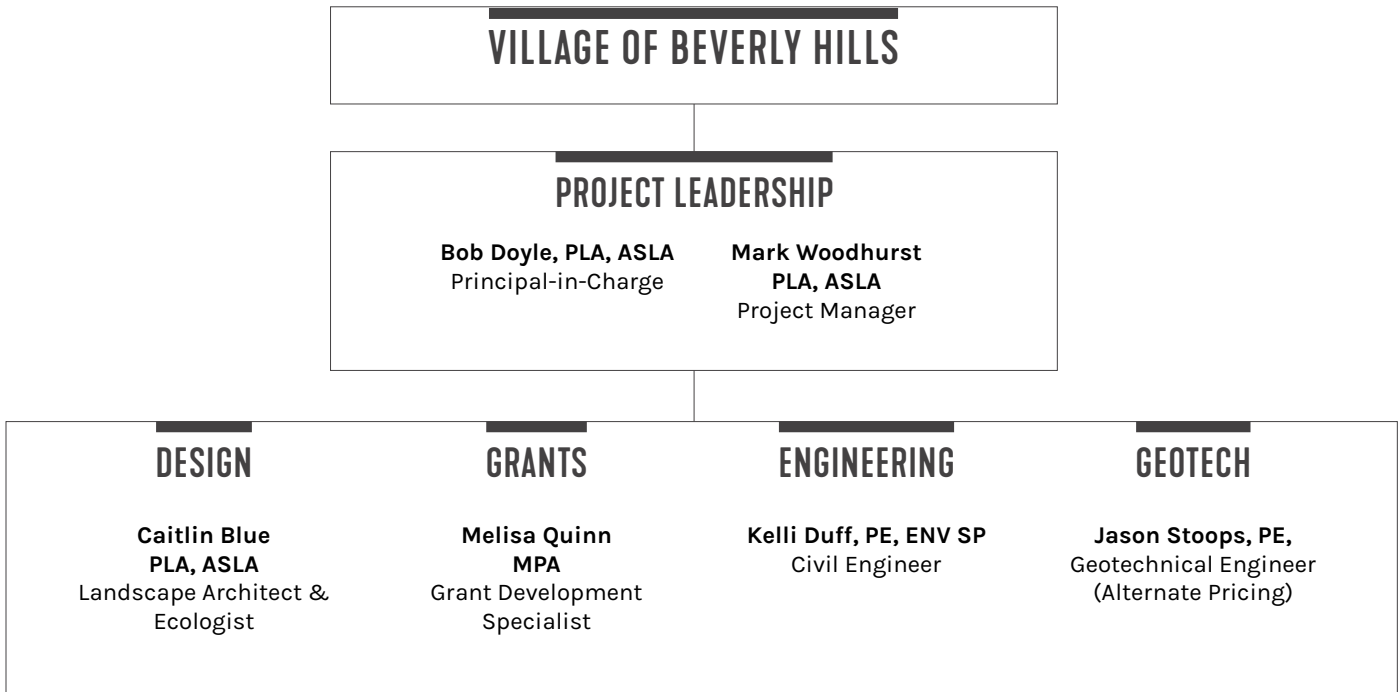 VILLAGE OF BEVERLY HILLS
PROJECT LEADERSHIP
Bob Doyle, PLA, ASLA
Principal-in-Charge
Mark Woodhurst
PLA, ASLA
Project Manager
DESIGN
Caitlin Blue
PLA, ASLA
Landscape Architect &
Ecologist
GRANTS
Melisa Quinn
MPA
Grant Development
Specialist
ENGINEERING
Kelli Duff, PE, ENV SP
Civil Engineer
GEOTECH
Jason Stoops, PE,
Geotechnical Engineer
(Alternate Pricing)